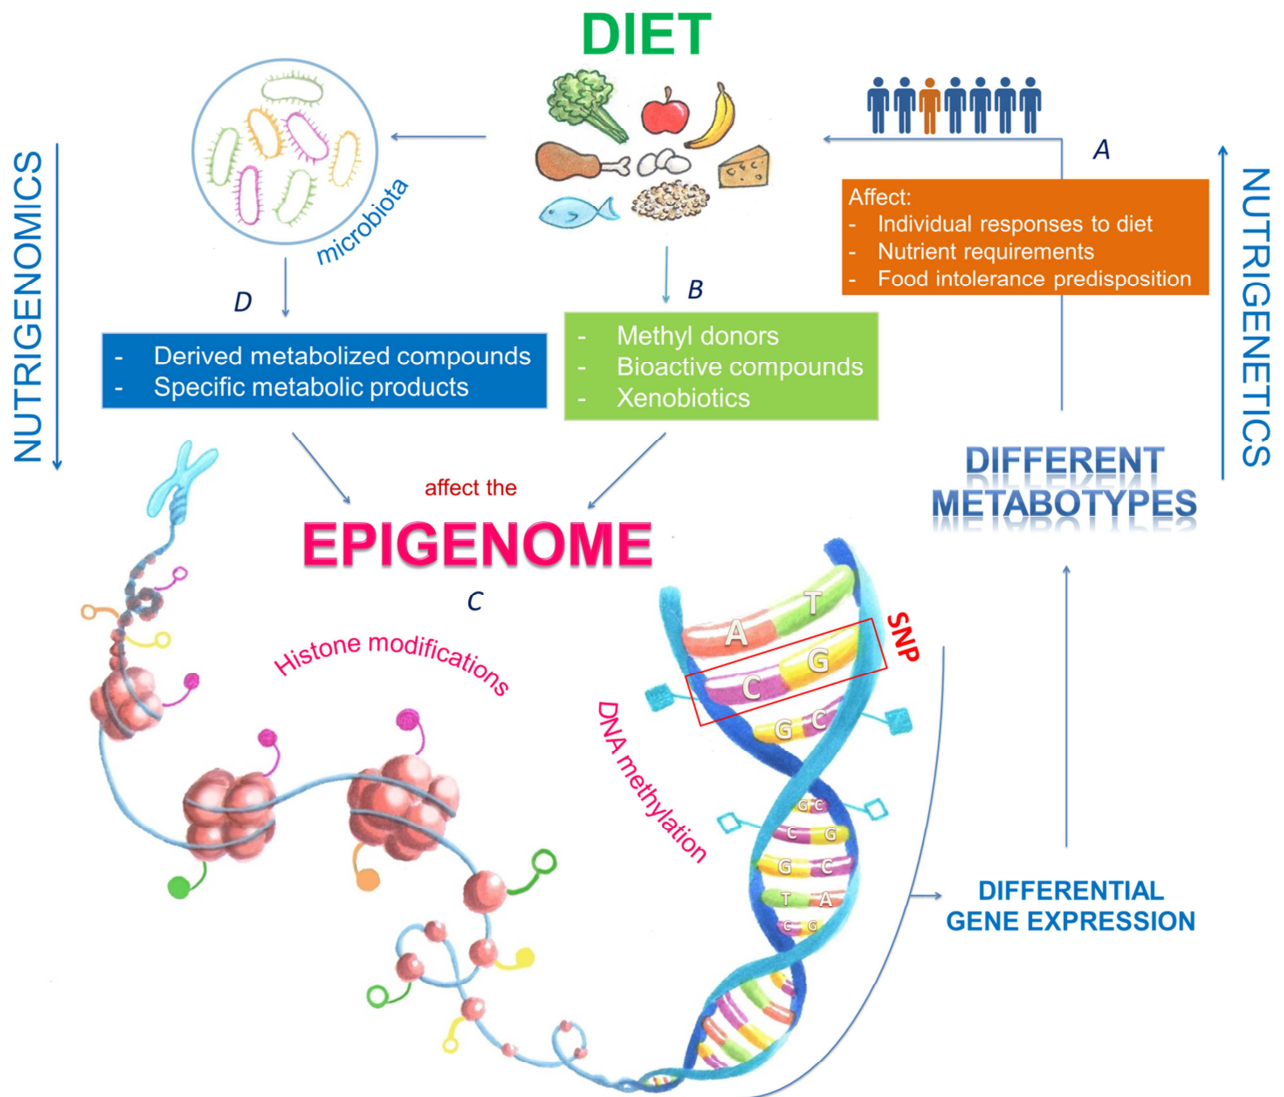 DIET
microbiota
NUTRIGENOMICS
A
Affect:
- Individual responses to diet
- Nutrient requirements
- Food intolerance predisposition
NUTRIGENETICS
D
B
- Derived metabolized compounds
- Specific metabolic products
- Methyl donors
- Bioactive compounds
- Xenobiotics
DIFFERENT
METABOTYPES
affect the
EPIGENOME
C
Histone modifications
DNA methylation
SNP
A T
C G
G C
G C
C G
G C
T A
C G
DIFFERENTIAL
GENE EXPRESSION